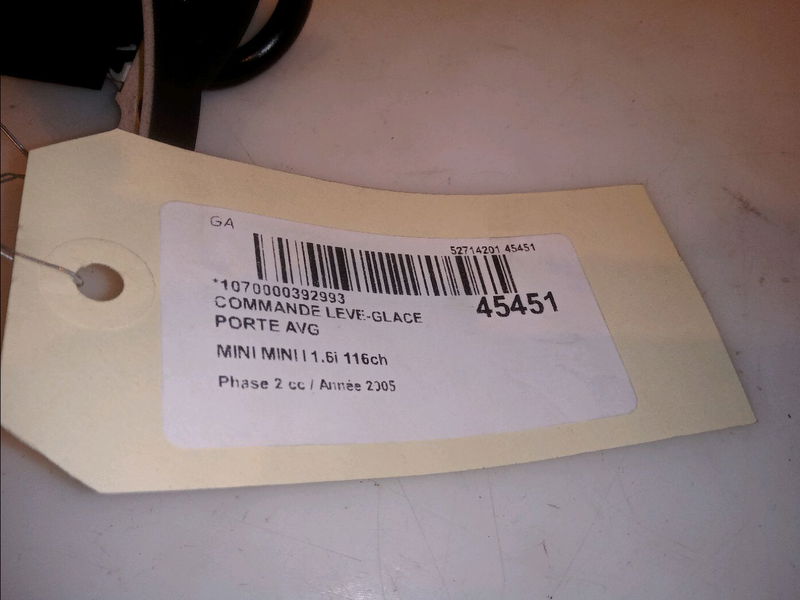 GA
52714201 45451
*1070000392993
45451
COMMANDE LEVE-GLACE
PORTE AVG
MINI MINI I 1.6i 116ch
Phase 2 cc / Année 2005